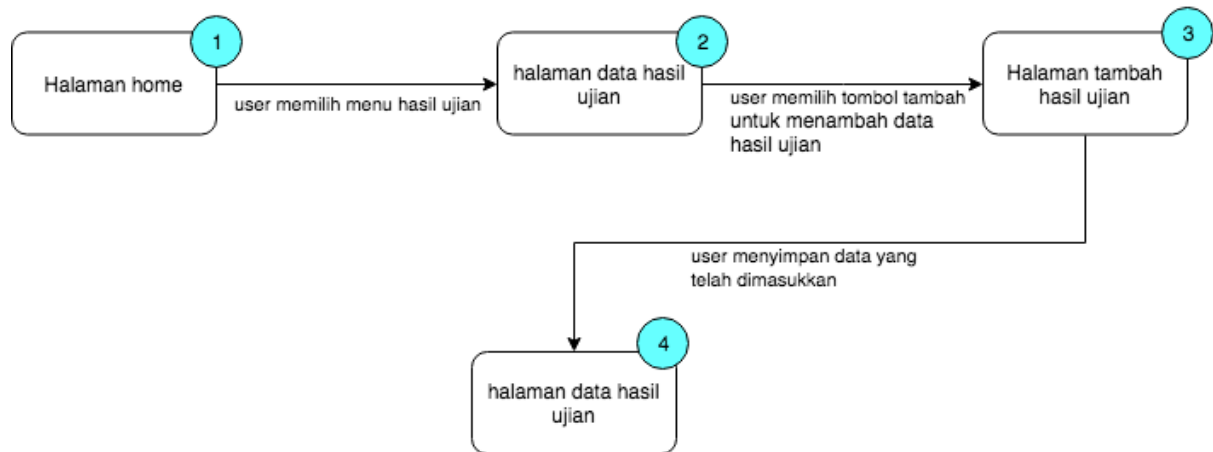 1
Halaman home
user memilih menu hasil ujian
2
halaman data hasil
ujian
user memilih tombol tambah
untuk menambah data
hasil ujian
3
Halaman tambah
hasil ujian
user menyimpan data yang
telah dimasukkan
4
halaman data hasil
ujian